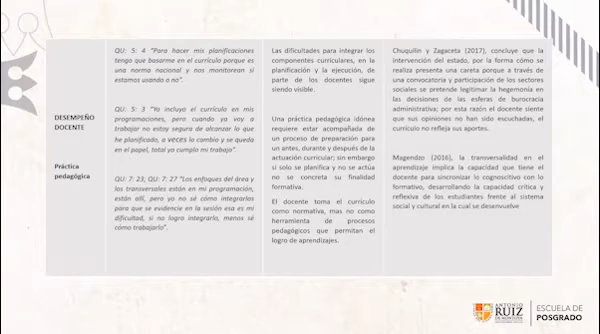 DESEMPEÑO
DOCENTE
Práctica
pedagógica
QU: 5: 4 "Para hacer mis planificaciones
tengo que basarme en el currículo porque es
una norma nacional y nos monitorean si
estamos usando o no".
QU: 5: 3 "Yo incluyo el currículo en mis
programaciones, pero cuando ya voy a
trabajar no estoy segura de alcanzar lo que
he planificado, a veces lo cambio y se queda
en el papel, total yo cumplo mi trabajo".
QU: 7: 23; QU: 7: 27 "Los enfoques del área y
los transversales están en mi programación,
están allí, pero yo no sé cómo integrarlos
para que se evidencie en la sesión esa es mi
dificultad, si no logro integrarlo, menos sé
cómo trabajarlo".
Las dificultades para integrar los
componentes curriculares, en la
planificación y la ejecución, de
parte de los docentes sigue
siendo visible.
Una práctica pedagógica idónea
requiere estar acompañada de
un proceso de preparación para
un antes, durante y después de la
actuación curricular; sin embargo
si solo se planifica y no se actúa
no se concreta su finalidad
formativa.
El docente toma el currículo
como normativa, mas no como
herramienta de procesos
pedagógicos que permitan el
logro de aprendizajes.
Chuquilin y Zagaceta (2017), concluye que la
intervención del estado, por la forma cómo se
realiza presenta una careta porque a través de
una convocatoria y participación de los sectores
sociales se pretende legitimar la hegemonía en
las decisiones de las esferas de burocracia
administrativa; por esta razón el docente siente
que sus opiniones no han sido escuchadas, el
currículo no refleja sus aportes.
Magendzo (2016), la transversalidad en el
aprendizaje implica la capacidad que tiene el
docente para sincronizar lo cognoscitivo con lo
formativo, desarrollando la capacidad crítica y
reflexiva de los estudiantes frente al sistema
social y cultural en la cual se desenvuelve
ANTONIO
RUIZ
DE MONTOYA
ESCUELA DE
POSGRADO